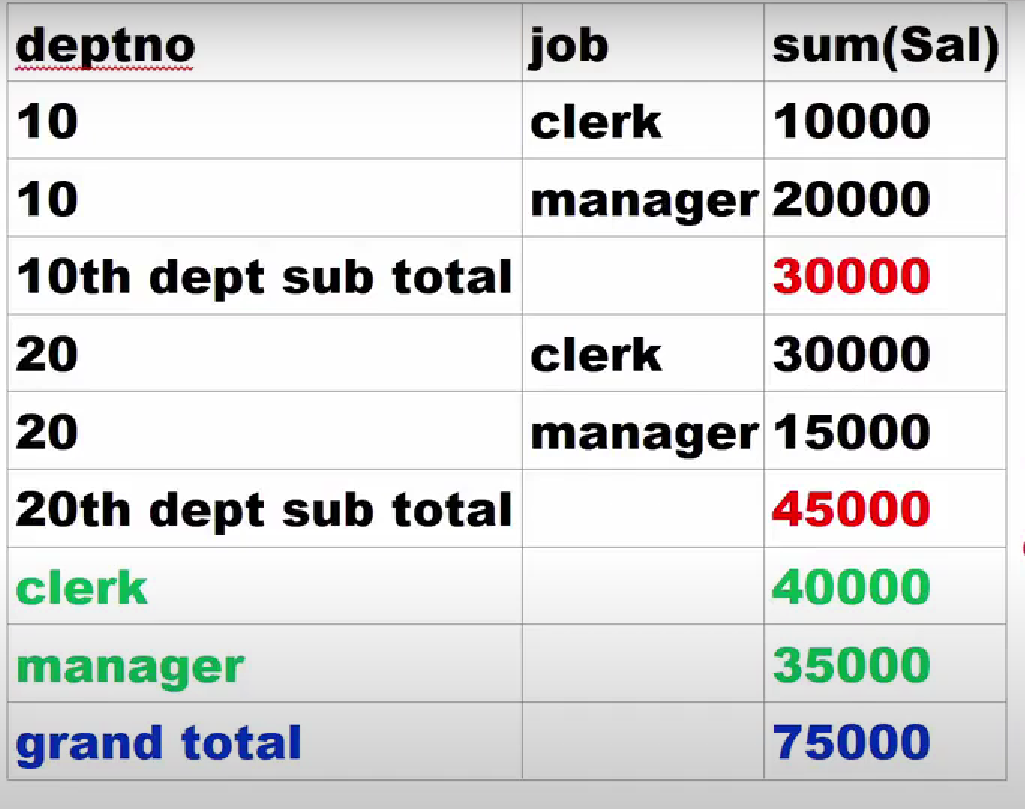 deptno job sum(Sal)
10 clerk 10000
10 manager 20000
10th dept sub total 30000
20 clerk 30000
20 manager 15000
20th dept sub total 45000
clerk 40000
manager 35000
grand total 75000